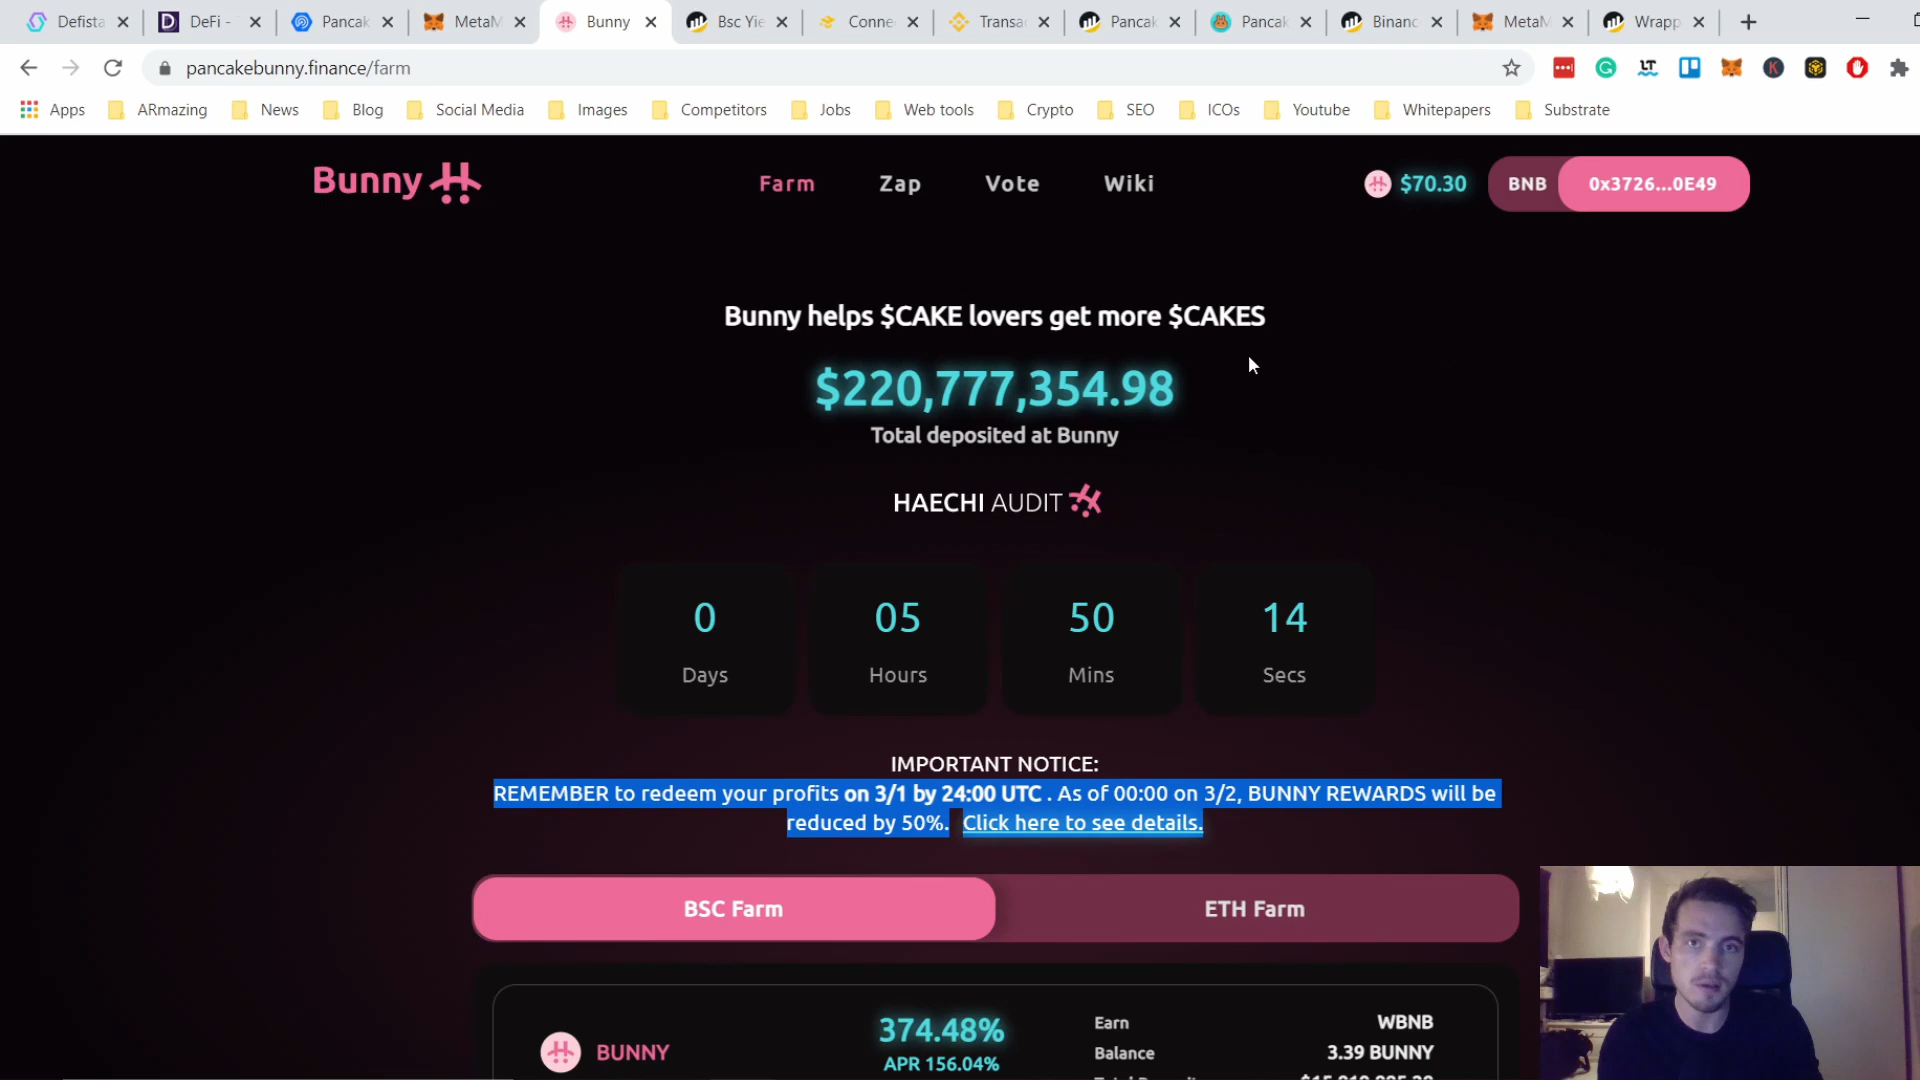 Defista
DeFi -
Pancak
MetaM
Bunny
Bsc Yie
Conne
Transa
Pancak
Pancak
Binanc
MetaM
Wrapp
pancakebunny.finance/farm
Apps
ARmazing
News
Blog
Social Media
Images
Competitors
Jobs
Web tools
Crypto
SEO
ICOs
Youtube
Whitepapers
Substrate
Bunny
Farm
Zap
Vote
Wiki
$70.30
BNB
0x3726...0E49
Bunny helps $CAKE lovers get more $CAKES
$220,777,354.98
Total deposited at Bunny
HAECHI AUDIT
0
05
50
14
Days
Hours
Mins
Secs
IMPORTANT NOTICE:
REMEMBER to redeem your profits on 3/1 by 24:00 UTC . As of 00:00 on 3/2, BUNNY REWARDS will be
reduced by 50%. Click here to see details.
BSC Farm
ETH Farm
BUNNY
374.48%
APR 156.04%
Earn
WBNB
Balance
3.39 BUNNY